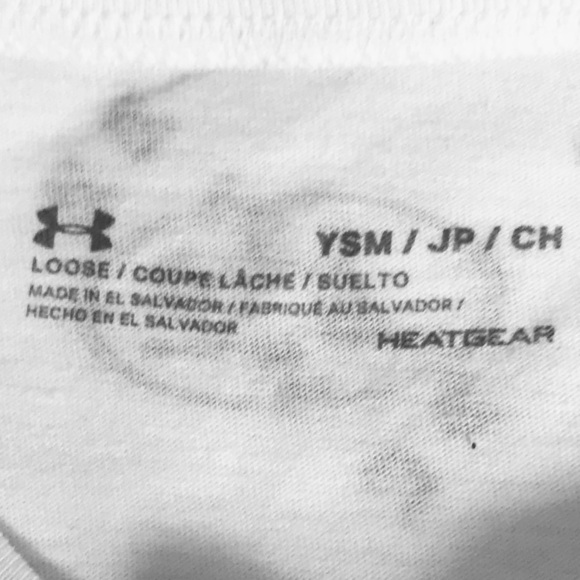 YSM / JP / CH
LOOSE / COUPE LÂCHE / SUELTO
MADE IN EL SALVADOR / FABRIQUÉ AU SALVADOR /
HECHO EN EL SALVADOR
HEATGEAR